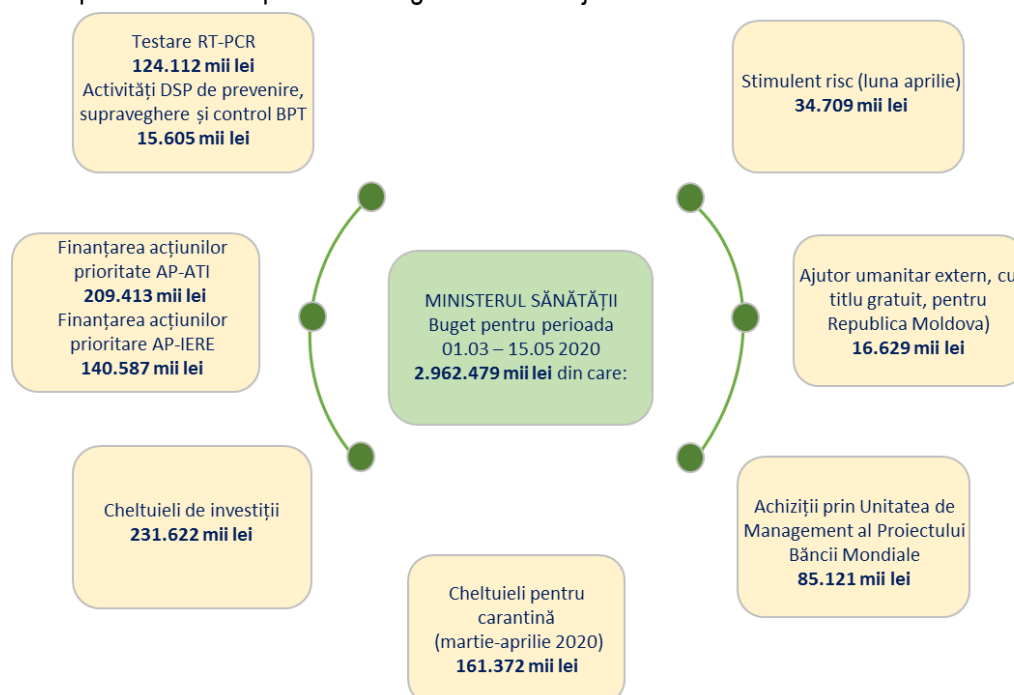 Testare RT-PCR
124.112 mii lei
Activități DSP de prevenire,
supraveghere și control BPT
15.605 mii lei
Stimulent risc (luna aprilie)
34.709 mii lei
Finanțarea acțiunilor
prioritate AP-ATI
209.413 mii lei
Finanțarea acțiunilor
prioritare AP-IERE
140.587 mii lei
MINISTERUL SĂNĂTĂȚII
Buget pentru perioada
01.03 – 15.05 2020
2.962.479 mii lei din care:
Ajutor umanitar extern, cu
titlu gratuit, pentru
Republica Moldova)
16.629 mii lei
Cheltuieli de investiții
231.622 mii lei
Achiziții prin Unitatea de
Management al Proiectului
Băncii Mondiale
85.121 mii lei
Cheltuieli pentru
carantină
(martie-aprilie 2020)
161.372 mii lei